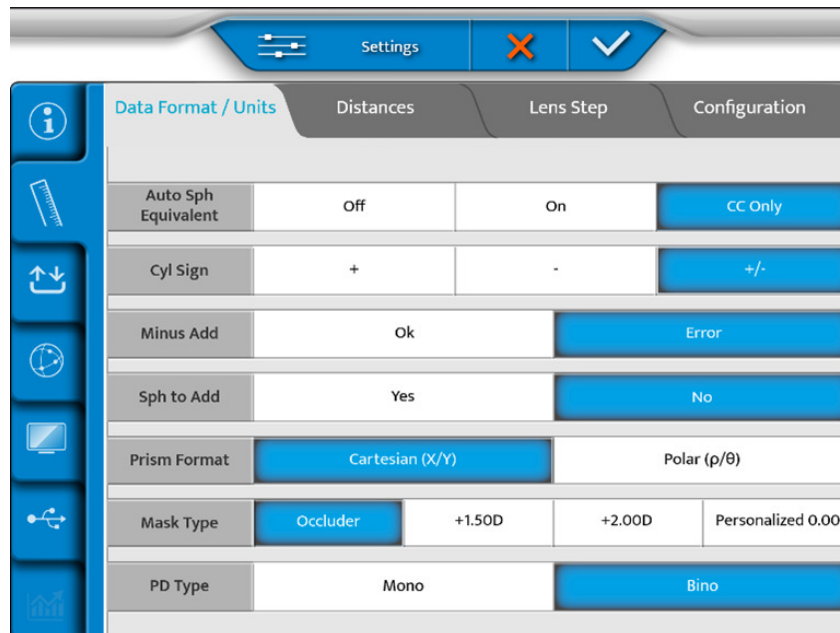 Settings
Data Format / Units Distances Lens Step Configuration
Auto Sph
Equivalent Off On CC Only
Cyl Sign + - +/-
Minus Add Ok Error
Sph to Add Yes No
Prism Format Cartesian (X/Y) Polar (ρ/θ)
Mask Type Occluder +1.50D +2.00D Personalized 0.00
PD Type Mono Bino